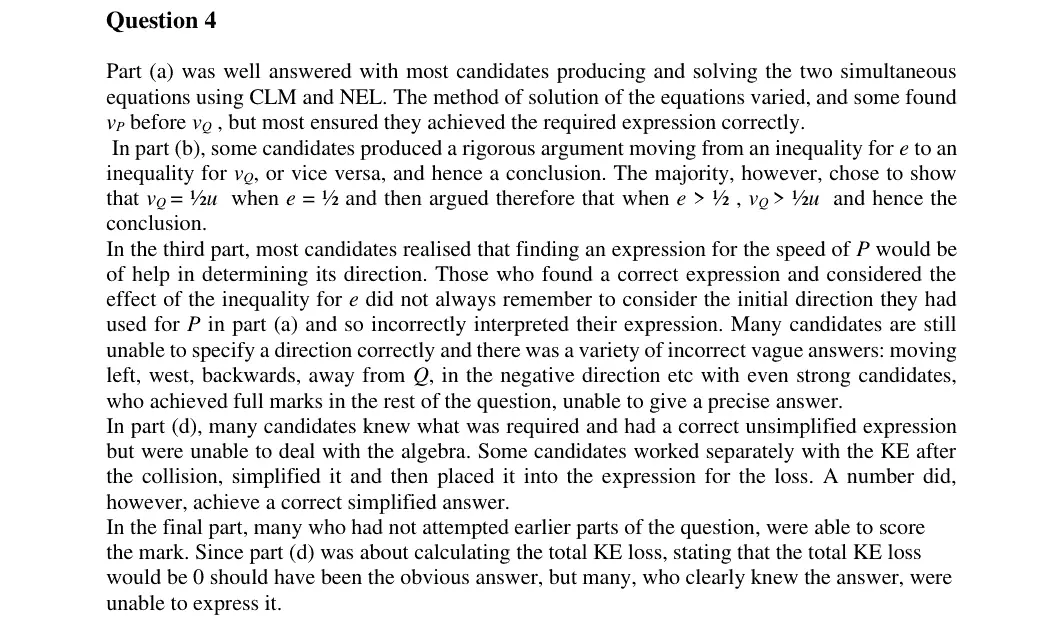 Question 4
Part (a) was well answered with most candidates producing and solving the two simultaneous
equations using CLM and NEL. The method of solution of the equations varied, and some found
vP before vQ , but most ensured they achieved the required expression correctly.
In part (b), some candidates produced a rigorous argument moving from an inequality for e to an
inequality for vQ, or vice versa, and hence a conclusion. The majority, however, chose to show
that vQ = ½u when e = ½ and then argued therefore that when e > ½ , vQ > ½u and hence the
conclusion.
In the third part, most candidates realised that finding an expression for the speed of P would be
of help in determining its direction. Those who found a correct expression and considered the
effect of the inequality for e did not always remember to consider the initial direction they had
used for P in part (a) and so incorrectly interpreted their expression. Many candidates are still
unable to specify a direction correctly and there was a variety of incorrect vague answers: moving
left, west, backwards, away from Q, in the negative direction etc with even strong candidates,
who achieved full marks in the rest of the question, unable to give a precise answer.
In part (d), many candidates knew what was required and had a correct unsimplified expression
but were unable to deal with the algebra. Some candidates worked separately with the KE after
the collision, simplified it and then placed it into the expression for the loss. A number did,
however, achieve a correct simplified answer.
In the final part, many who had not attempted earlier parts of the question, were able to score
the mark. Since part (d) was about calculating the total KE loss, stating that the total KE loss
would be 0 should have been the obvious answer, but many, who clearly knew the answer, were
unable to express it.